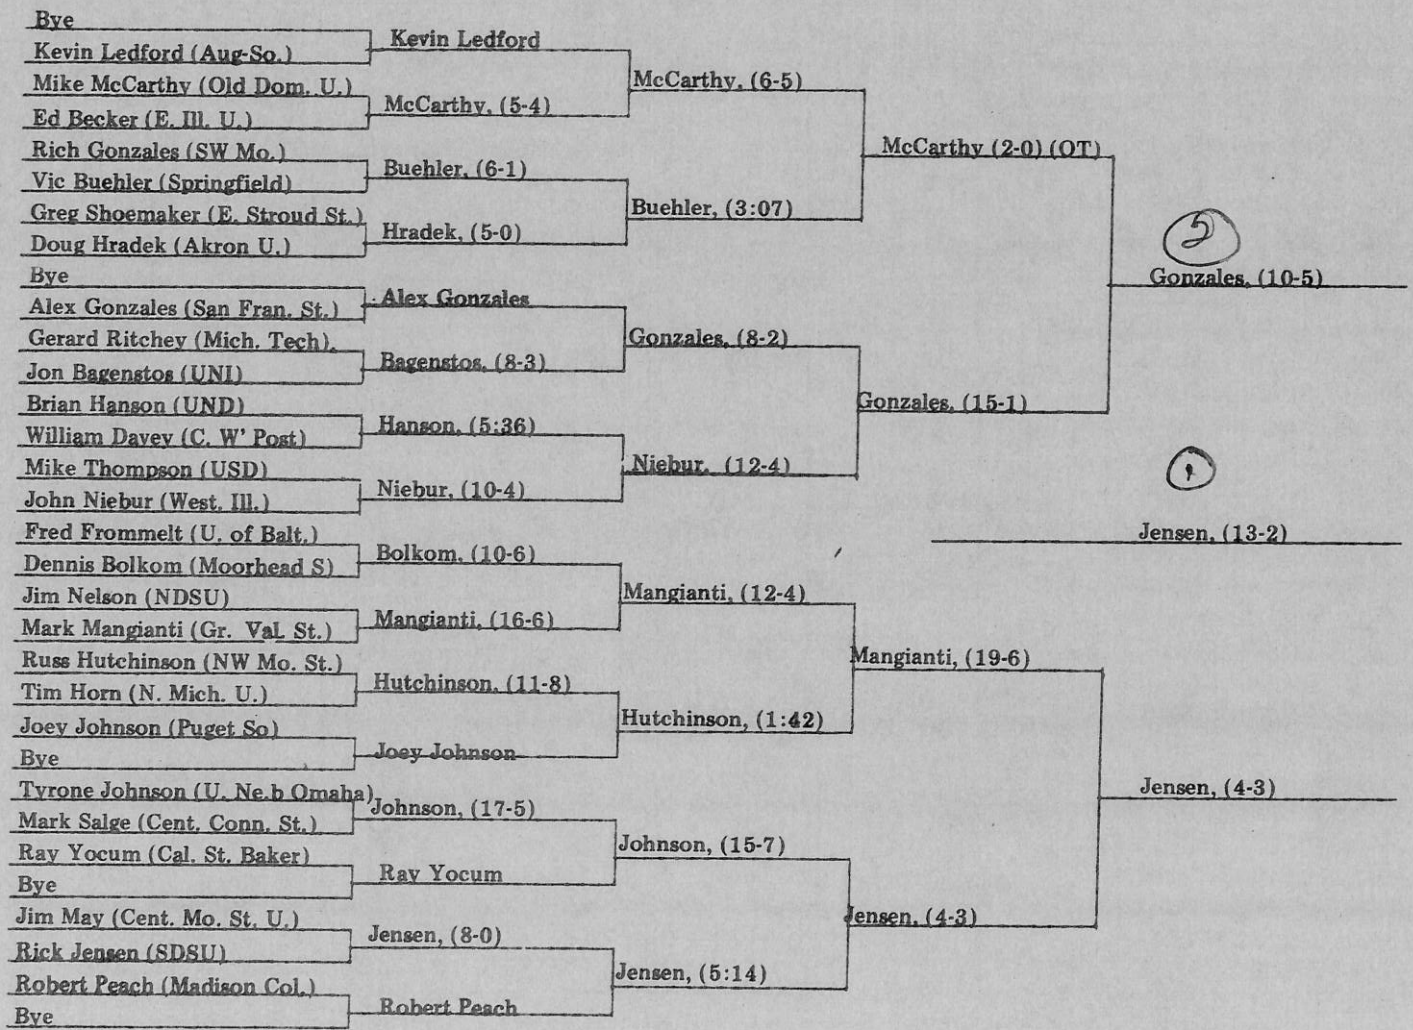 Bye
Kevin Ledford (Aug-So.)
Mike McCarthy (Old Dom. U.)
Ed Becker (E. Ill. U.)
Rich Gonzales (SW Mo.)
Vic Buehler (Springfield)
Greg Shoemaker (E. Stroud St.)
Doug Hradek (Akron U.)
Bye
Alex Gonzales (San Fran. St.)
Gerard Ritchey (Mich. Tech).
Jon Bagenstos (UNI)
Brian Hanson (UND)
William Davey (C. W' Post)
Mike Thompson (USD)
John Niebur (West. Ill.)
Fred Frommelt (U. of Balt.)
Dennis Bolkom (Moorhead S)
Jim Nelson (NDSU)
Mark Mangianti (Gr. Val. St.)
Russ Hutchinson (NW Mo. St.)
Tim Horn (N. Mich. U.)
Joey Johnson (Puget So)
Bye
Tyrone Johnson (U. Ne.b Omaha)
Mark Salge (Cent. Conn. St.)
Ray Yocum (Cal. St. Baker)
Bye
Jim May (Cent. Mo. St. U.)
Rick Jensen (SDSU)
Robert Peach (Madison Col.)
Bye
Kevin Ledford
McCarthy, (5-4)
Buehler, (6-1)
Hradek, (5-0)
Alex Gonzales
Bagenstos, (8-3)
Hanson, (5:36)
Niebur, (10-4)
Bolkom, (10-6)
Mangianti, (16-6)
Hutchinson, (11-8)
Joey Johnson
Johnson, (17-5)
Ray Yocum
Jensen, (8-0)
Robert Peach
McCarthy, (6-5)
Buehler, (3:07)
Gonzales, (8-2)
Niebur, (12-4)
Mangianti, (12-4)
Hutchinson, (1:42)
Johnson, (15-7)
Jensen, (5:14)
McCarthy (2-0) (OT)
Gonzales, (15-1)
Mangianti, (19-6)
Jensen, (4-3)
5
Gonzales, (10-5)
1
Jensen, (13-2)
Jensen, (4-3)